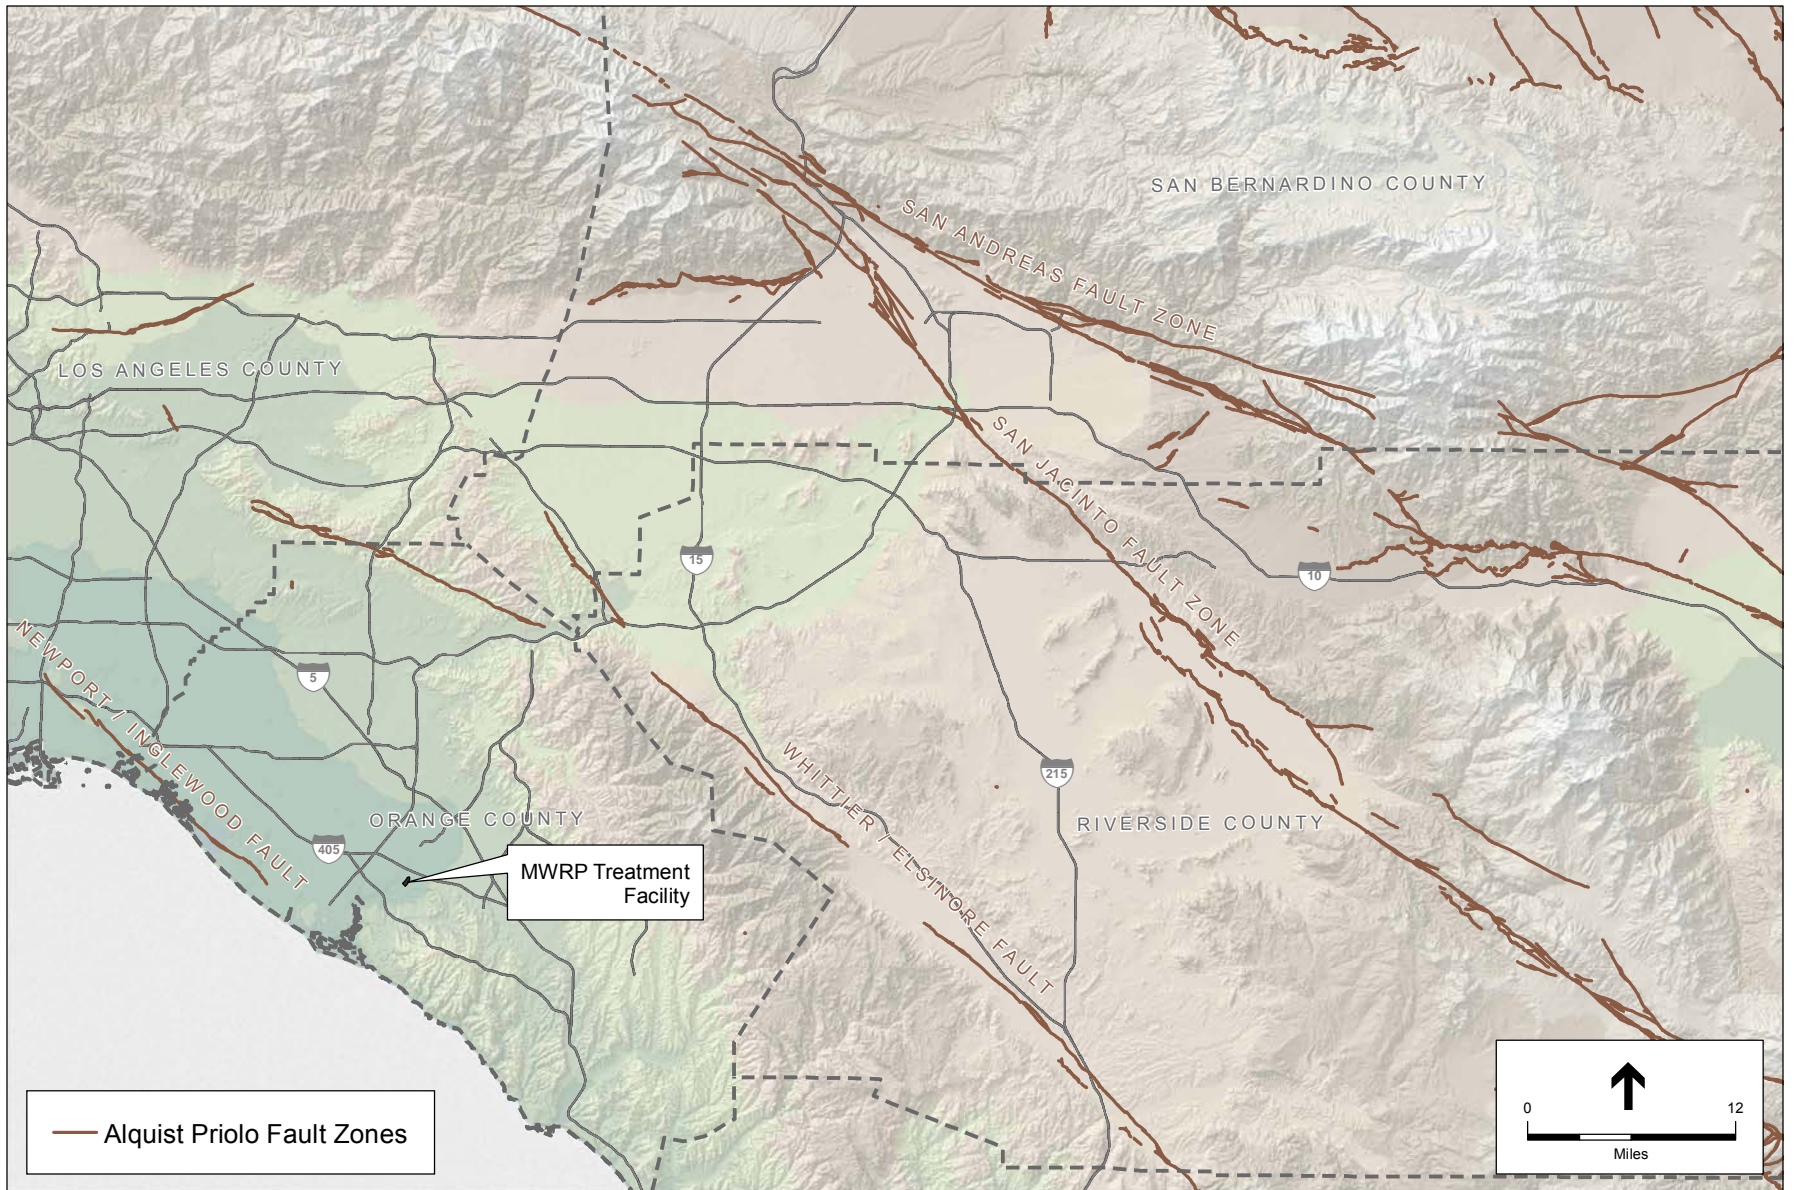 SAN BERNARDINO COUNTY
SAN ANDREAS FAULT ZONE
LOS ANGELES COUNTY
SAN JACINTO FAULT ZONE
15
10
NEWPORT / INGLEWOOD FAULT
5
WHITTIER / ELSINORE FAULT
215
ORANGE COUNTY
RIVERSIDE COUNTY
405
MWRP Treatment
Facility
Alquist Priolo Fault Zones
0 12
Miles